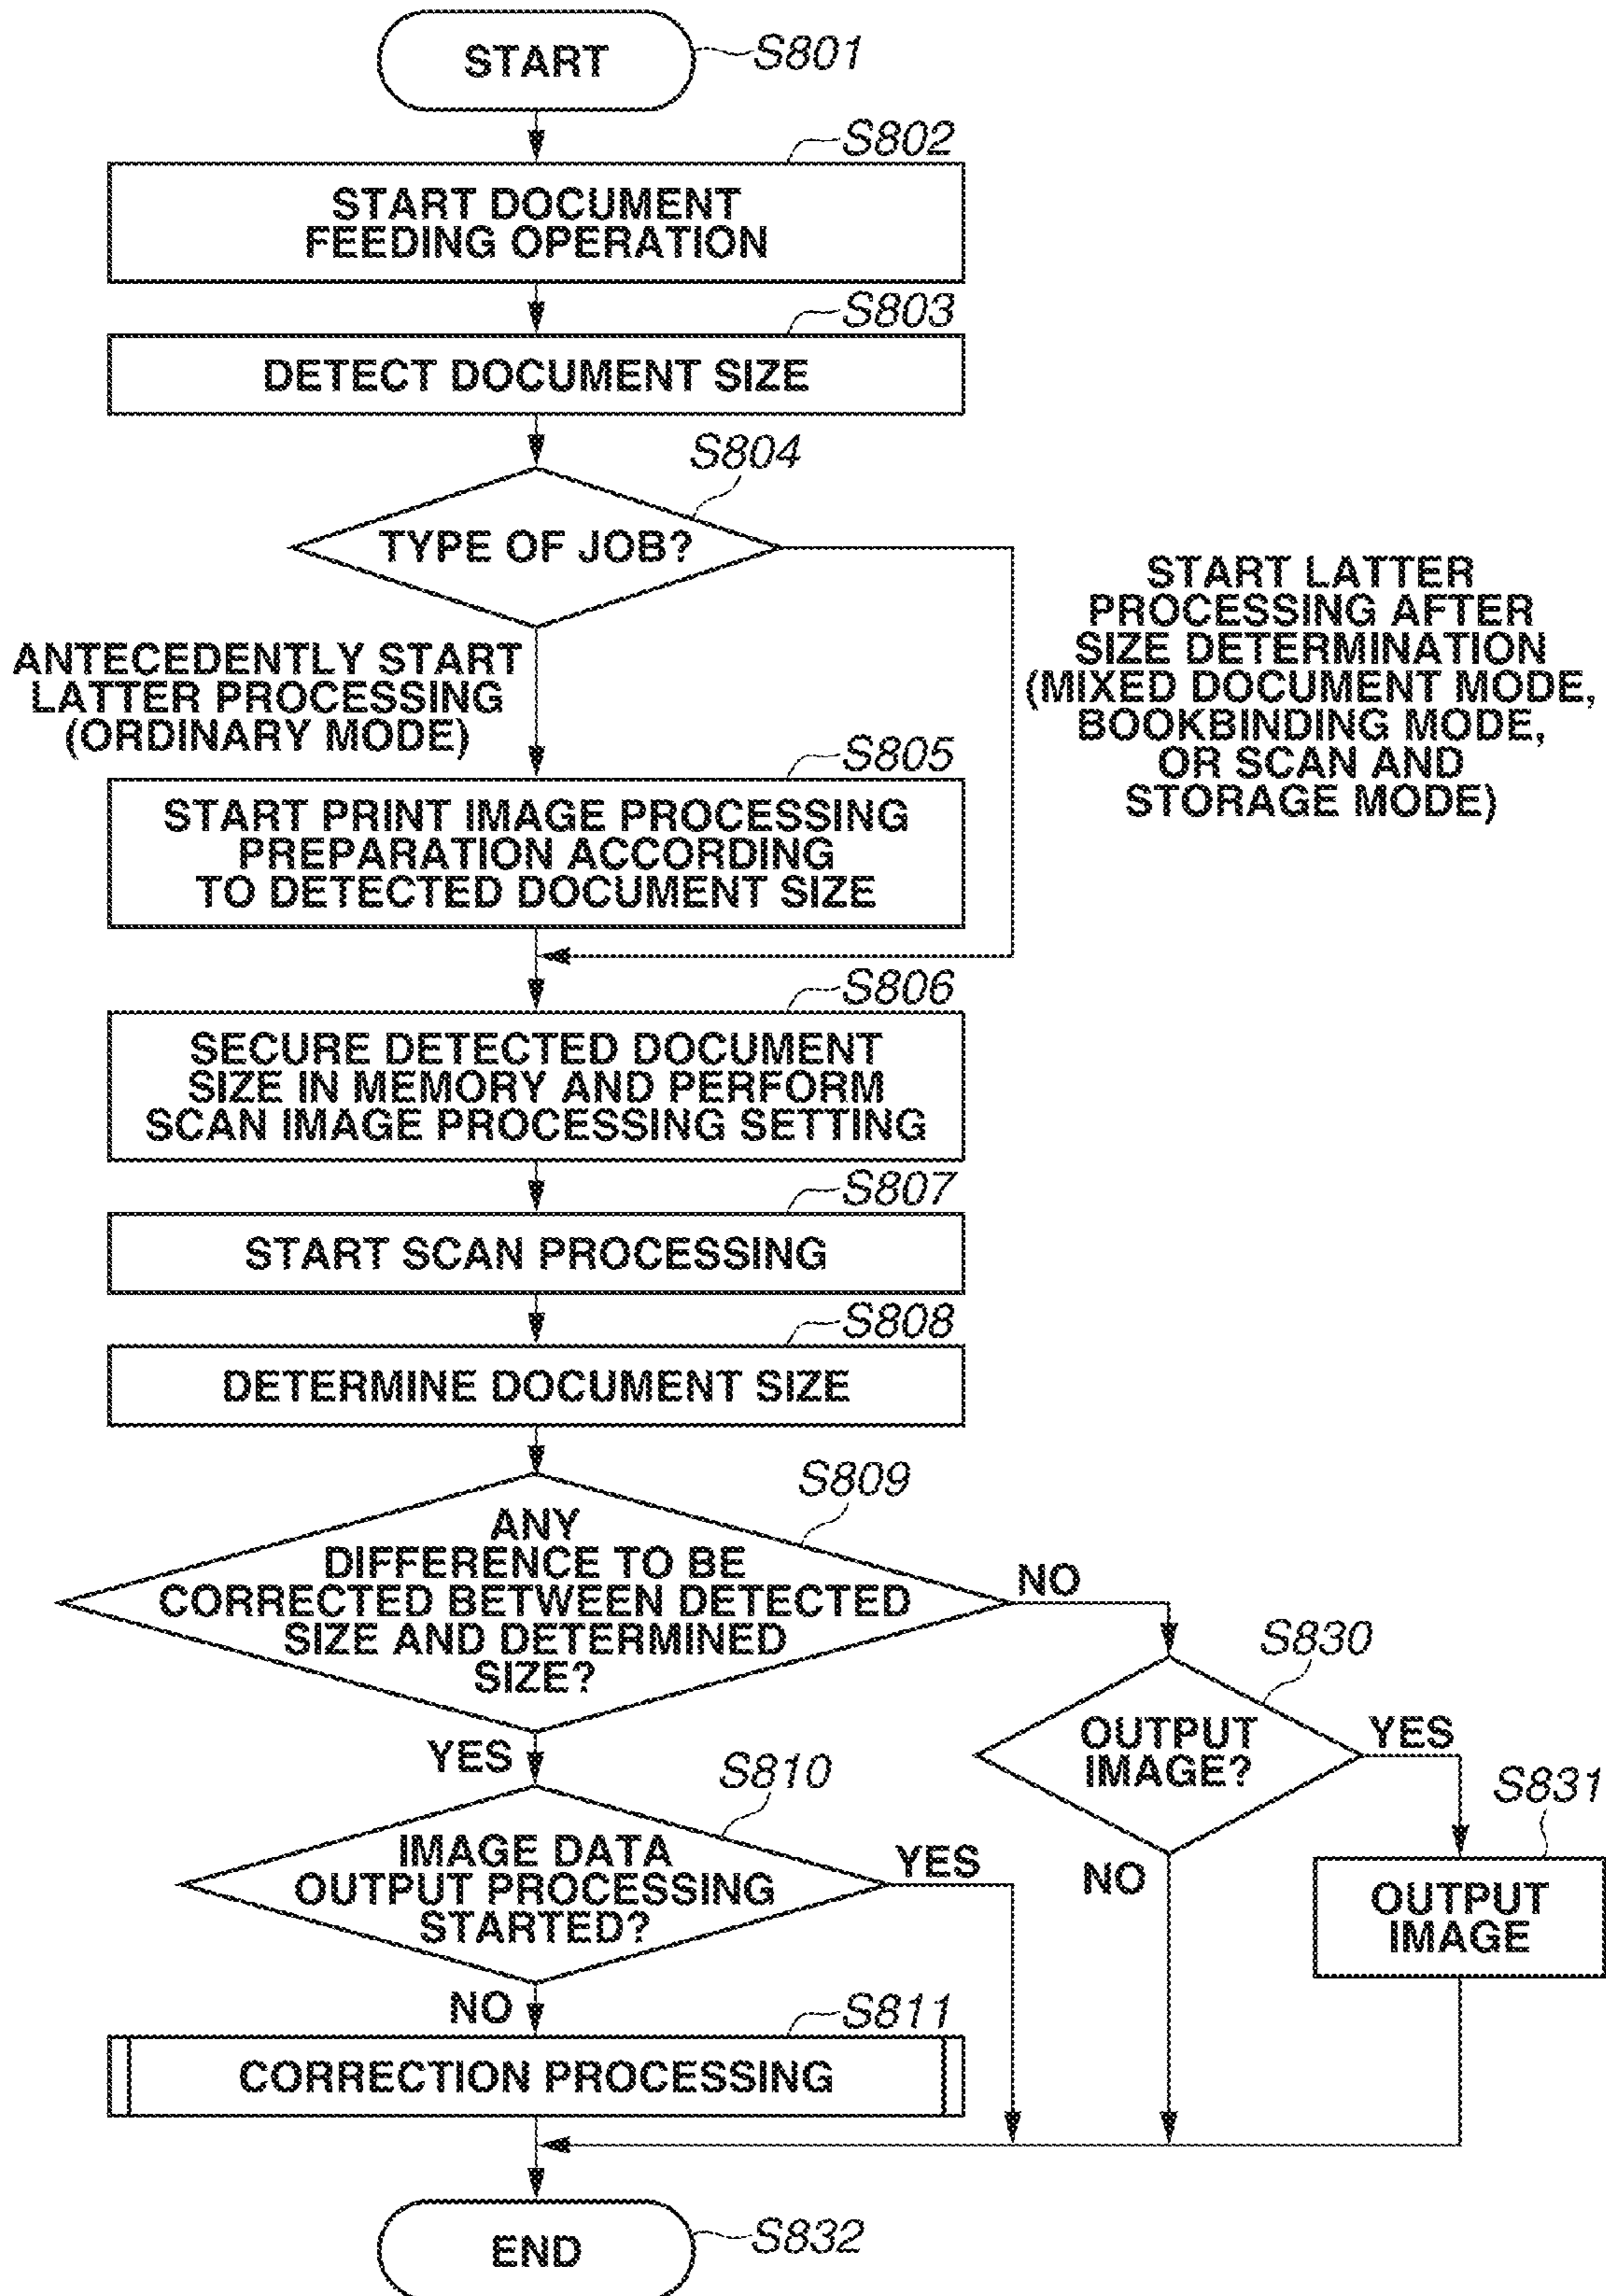 START
S801
S802
START DOCUMENT
FEEDING OPERATION
S803
DETECT DOCUMENT SIZE
S804
TYPE OF JOB?
ANTECEDENTLY START
LATTER PROCESSING
(ORDINARY MODE)
START LATTER
PROCESSING AFTER
SIZE DETERMINATION
(MIXED DOCUMENT MODE,
BOOKBINDING MODE,
OR SCAN AND
STORAGE MODE)
S805
START PRINT IMAGE PROCESSING
PREPARATION ACCORDING
TO DETECTED DOCUMENT SIZE
S806
SECURE DETECTED DOCUMENT
SIZE IN MEMORY AND PERFORM
SCAN IMAGE PROCESSING SETTING
S807
START SCAN PROCESSING
S808
DETERMINE DOCUMENT SIZE
S809
ANY
DIFFERENCE TO BE
CORRECTED BETWEEN DETECTED
SIZE AND DETERMINED
SIZE?
NO
YES
S830
OUTPUT
IMAGE?
YES
NO
S831
OUTPUT
IMAGE
S810
IMAGE DATA
OUTPUT PROCESSING
STARTED?
YES
NO
S811
CORRECTION PROCESSING
END
S832